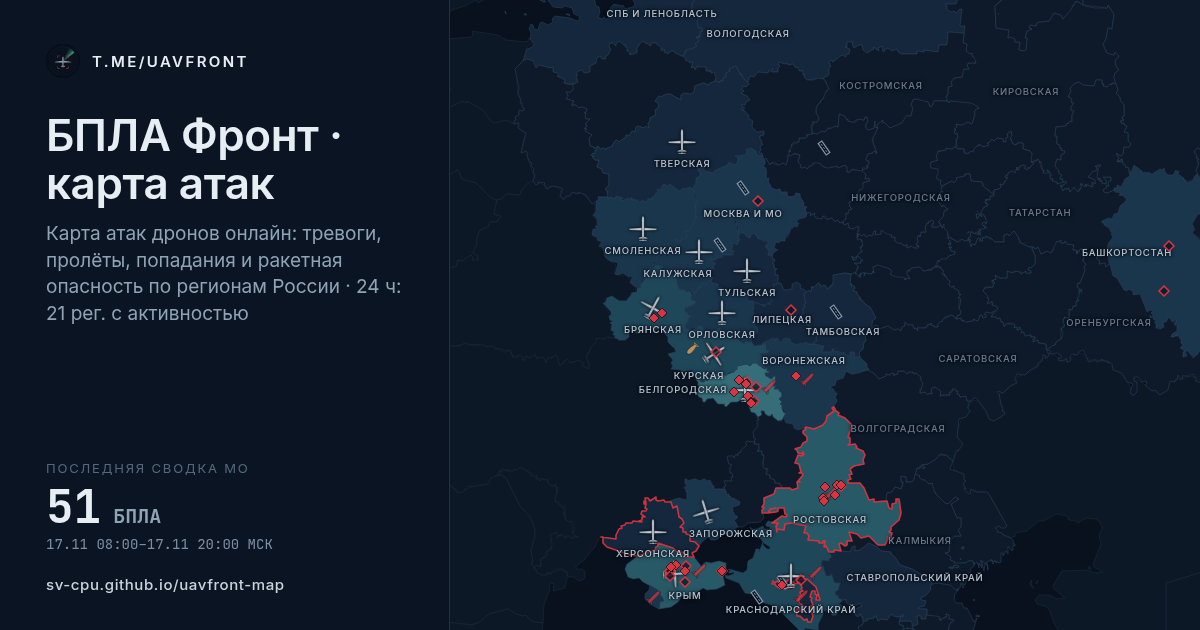 T.ME/UAVFRONT
БПЛА Фронт ·
карта атак
Карта атак дронов онлайн: тревоги,
пролёты, попадания и ракетная
опасность по регионам России · 24 ч:
21 рег. с активностью
ПОСЛЕДНЯЯ СВОДКА МО
51 БПЛА
17.11 08:00–17.11 20:00 МСК
sv-cpu.github.io/uavfront-map
СПБ И ЛЕНОБЛАСТЬ
ВОЛОГОДСКАЯ
КОСТРОМСКАЯ
КИРОВСКАЯ
ТВЕРСКАЯ
НИЖЕГОРОДСКАЯ
МОСКВА И МО
ТАТАРСТАН
СМОЛЕНСКАЯ
БАШКОРТОСТАН
КАЛУЖСКАЯ
ТУЛЬСКАЯ
ЛИПЕЦКАЯ
ОРЕНБУРГСКАЯ
БРЯНСКАЯ
ОРЛОВСКАЯ
ТАМБОВСКАЯ
ВОРОНЕЖСКАЯ
САРАТОВСКАЯ
КУРСКАЯ
БЕЛГОРОДСКАЯ
ВОЛГОГРАДСКАЯ
РОСТОВСКАЯ
ЗАПОРОЖСКАЯ
КАЛМЫКИЯ
ХЕРСОНСКАЯ
СТАВРОПОЛЬСКИЙ КРАЙ
КРЫМ
КРАСНОДАРСКИЙ КРАЙ